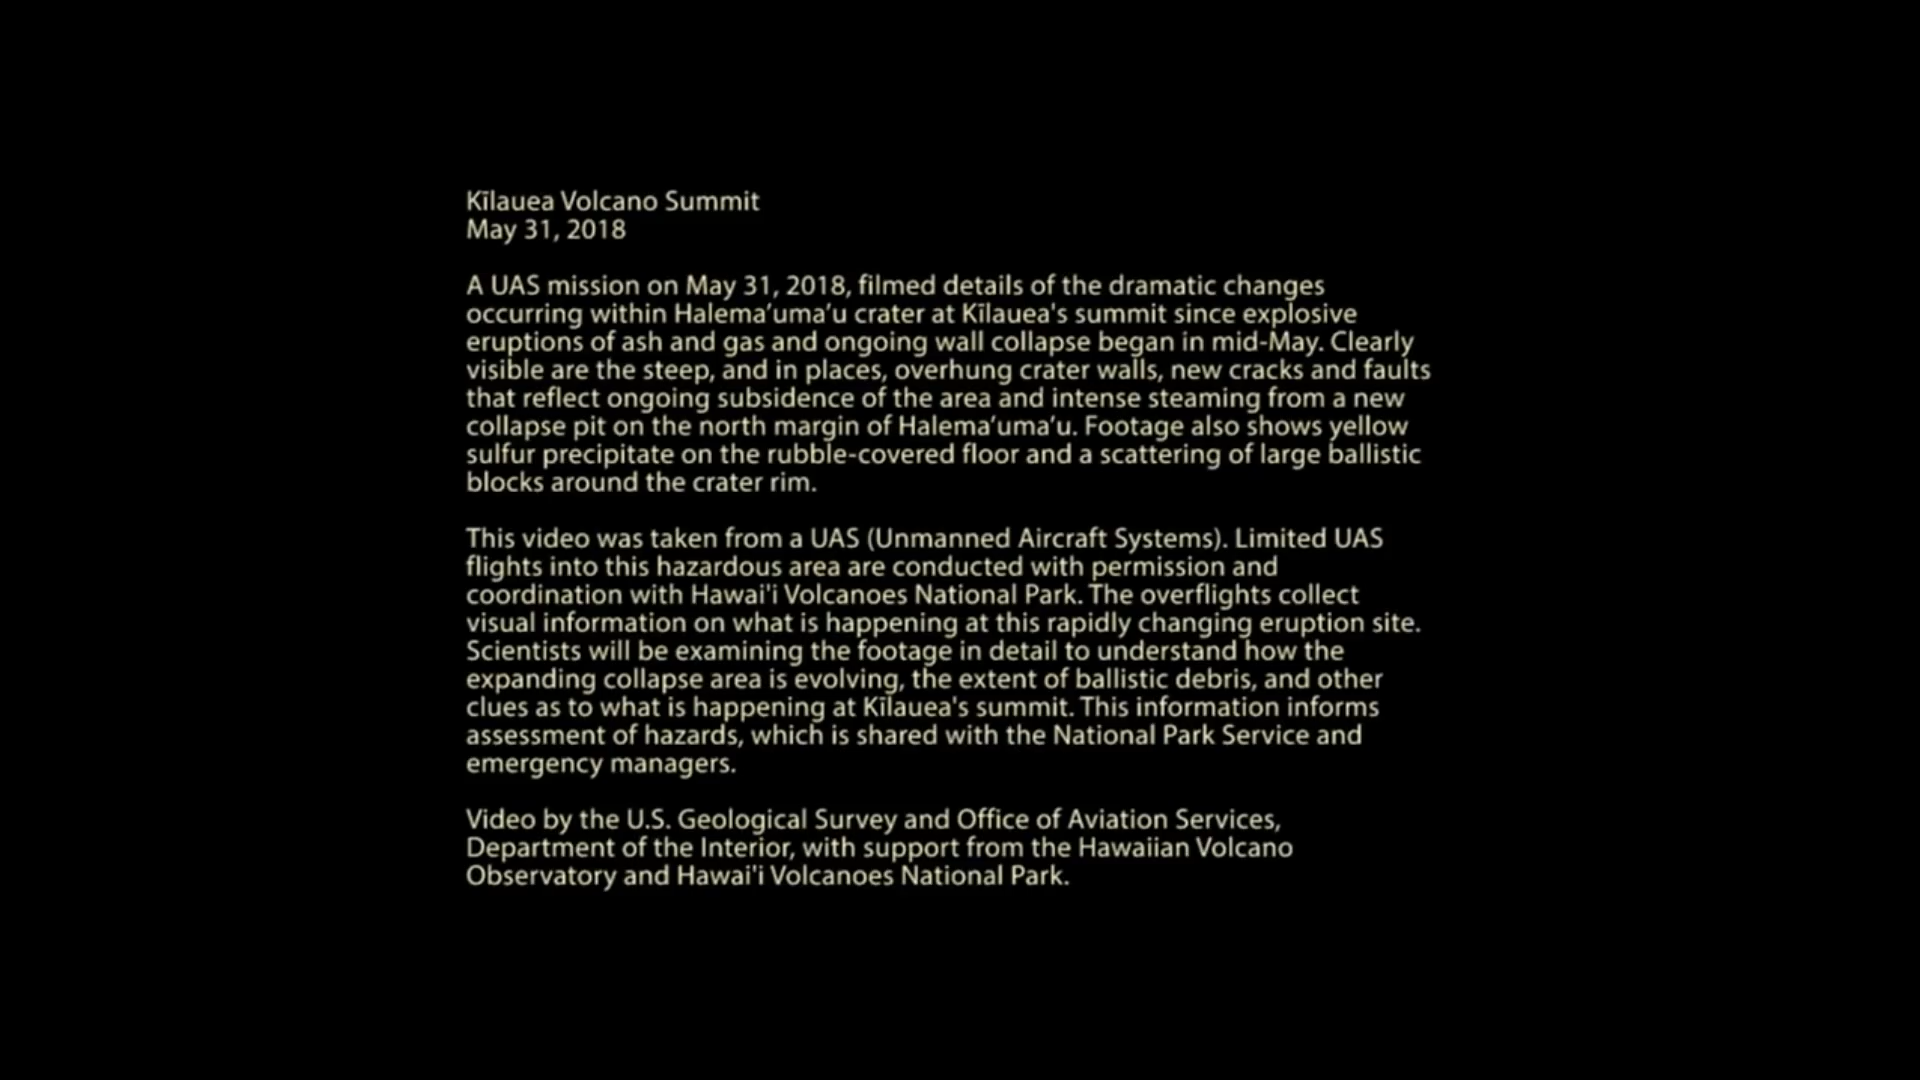 Kīlauea Volcano Summit
May 31, 2018
A UAS mission on May 31, 2018, filmed details of the dramatic changes
occurring within Halemaʻumaʻu crater at Kīlauea's summit since explosive
eruptions of ash and gas and ongoing wall collapse began in mid-May. Clearly
visible are the steep, and in places, overhung crater walls, new cracks and faults
that reflect ongoing subsidence of the area and intense steaming from a new
collapse pit on the north margin of Halemaʻumaʻu. Footage also shows yellow
sulfur precipitate on the rubble-covered floor and a scattering of large ballistic
blocks around the crater rim.
This video was taken from a UAS (Unmanned Aircraft Systems). Limited UAS
flights into this hazardous area are conducted with permission and
coordination with Hawai'i Volcanoes National Park. The overflights collect
visual information on what is happening at this rapidly changing eruption site.
Scientists will be examining the footage in detail to understand how the
expanding collapse area is evolving, the extent of ballistic debris, and other
clues as to what is happening at Kīlauea's summit. This information informs
assessment of hazards, which is shared with the National Park Service and
emergency managers.
Video by the U.S. Geological Survey and Office of Aviation Services,
Department of the Interior, with support from the Hawaiian Volcano
Observatory and Hawai'i Volcanoes National Park.